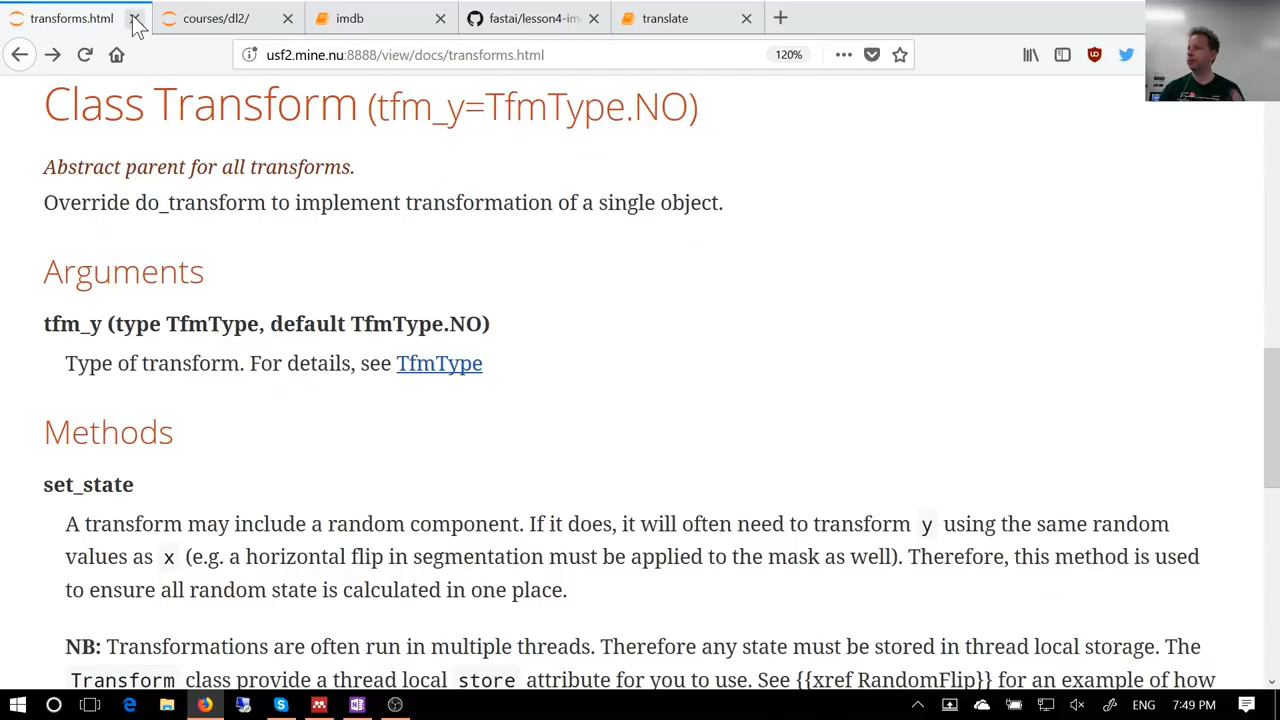 transforms.html
courses/dl2/
imdb
fastai/lesson4-im
translate
usf2.mine.nu:8888/view/docs/transforms.html
120%
Class Transform (tfm_y=TfmType.NO)
Abstract parent for all transforms.
Override do_transform to implement transformation of a single object.
Arguments
tfm_y (type TfmType, default TfmType.NO)
Type of transform. For details, see TfmType
Methods
set_state
A transform may include a random component. If it does, it will often need to transform y using the same random
values as x (e.g. a horizontal flip in segmentation must be applied to the mask as well). Therefore, this method is used
to ensure all random state is calculated in one place.
NB: Transformations are often run in multiple threads. Therefore any state must be stored in thread local storage. The
Transform class provide a thread local store attribute for you to use. See {{xref RandomFlip}} for an example of how
ENG
7:49 PM